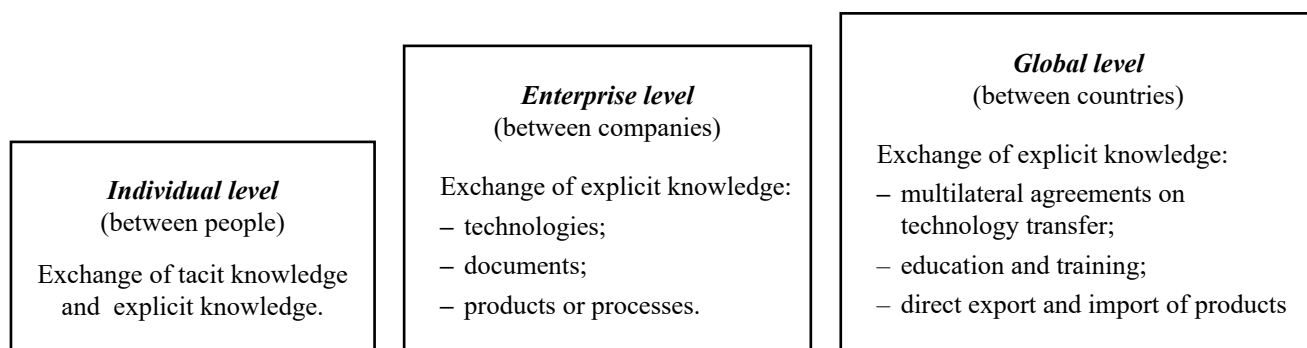 Individual level
(between people)
Exchange of tacit knowledge
and explicit knowledge.
Enterprise level
(between companies)
Exchange of explicit knowledge:
– technologies;
– documents;
– products or processes.
Global level
(between countries)
Exchange of explicit knowledge:
– multilateral agreements on
technology transfer;
– education and training;
– direct export and import of products